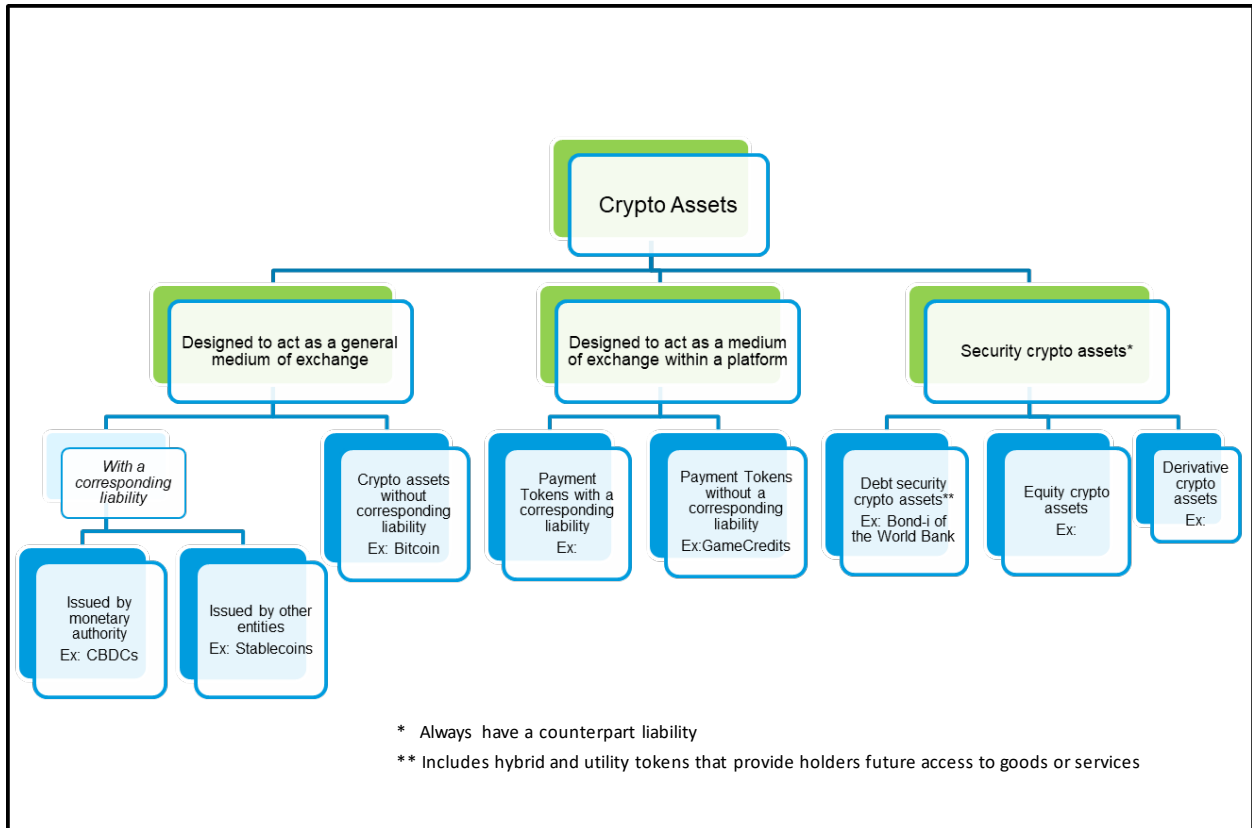 Crypto Assets
Designed to act as a general
medium of exchange
Designed to act as a medium
of exchange within a platform
Security crypto assets*
With a
corresponding
liability
Crypto assets
without
corresponding
liability
Ex: Bitcoin
Payment
Tokens with a
corresponding
liability
Ex:
Payment Tokens
without a
corresponding
liability
Ex:GameCredits
Debt security
crypto assets**
Ex: Bond-i of
the World Bank
Equity crypto
assets
Ex:
Derivative
crypto
assets
Ex:
Issued by
monetary
authority
Ex: CBDCs
Issued by other
entities
Ex: Stablecoins
* Always have a counterpart liability
** Includes hybrid and utility tokens that provide holders future access to goods or services